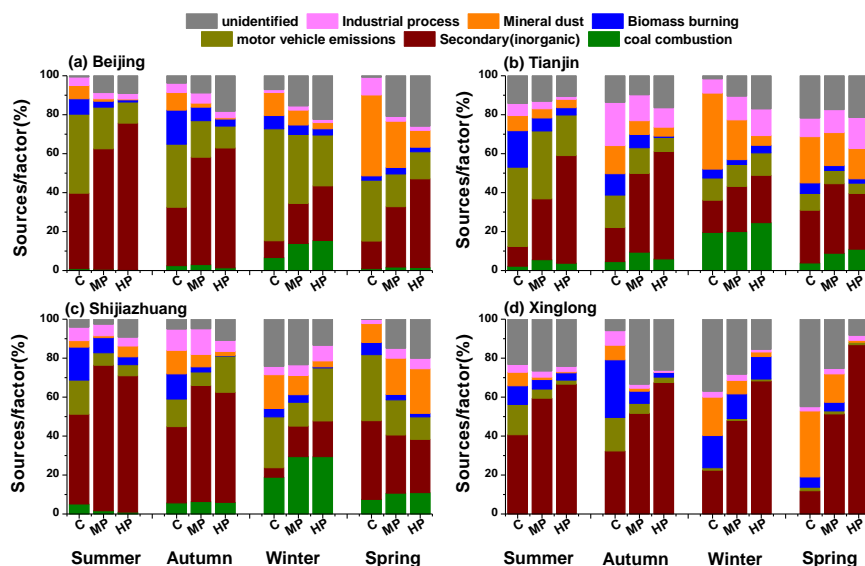 unidentified Industrial process Mineral dust Biomass burning
motor vehicle emissions Secondary(inorganic) coal combustion
(a) Beijing
(b) Tianjin
100
80
60
40
20
0
Sources/factor(%)
C MP HP C MP HP C MP HP C MP HP
100
80
60
40
20
0
Sources/factor(%)
C MP HP C MP HP C MP HP C MP HP
(c) Shijiazhuang
(d) Xinglong
100
80
60
40
20
0
Sources/factor(%)
C MP HP C MP HP C MP HP C MP HP
Summer Autumn Winter Spring
100
80
60
40
20
0
Sources/factor(%)
C MP HP C MP HP C MP HP C MP HP
Summer Autumn Winter Spring